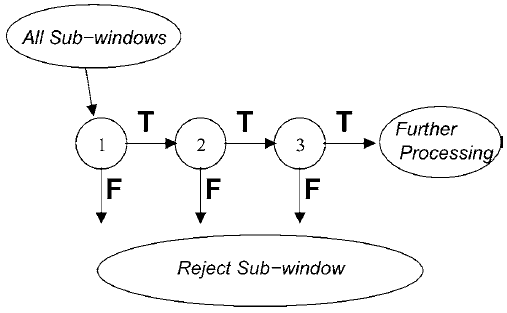 All Sub-windows
1
T
2
T
3
T
Further
Processing
F
F
F
Reject Sub-window